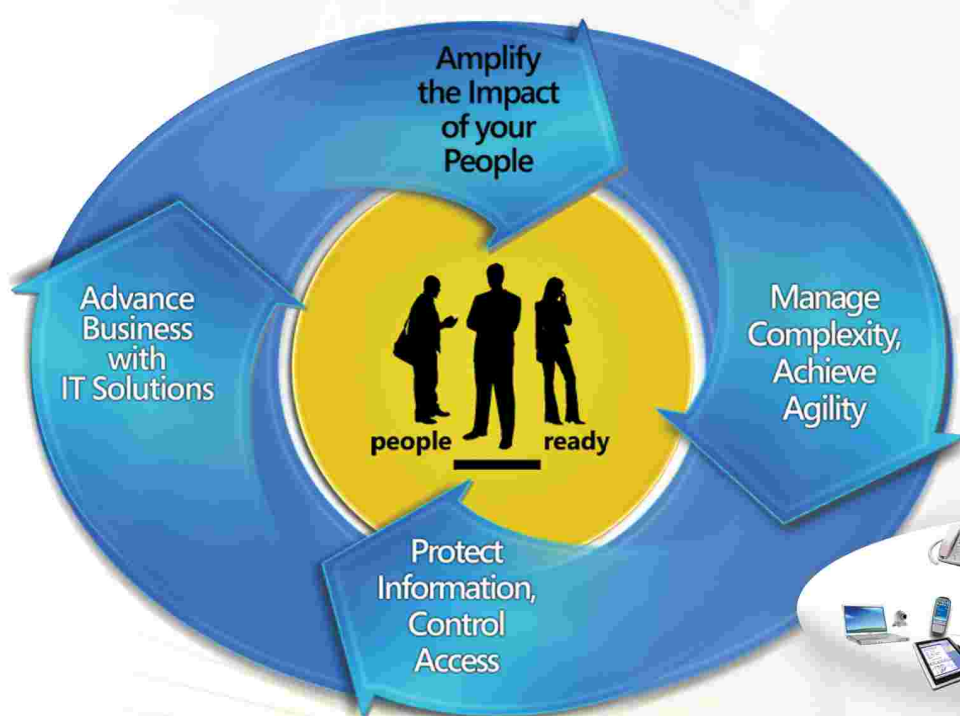 Amplify
the Impact
of your
People
Manage
Complexity,
Achieve
Agility
Protect
Information,
Control
Access
Advance
Business
with
IT Solutions
people ready